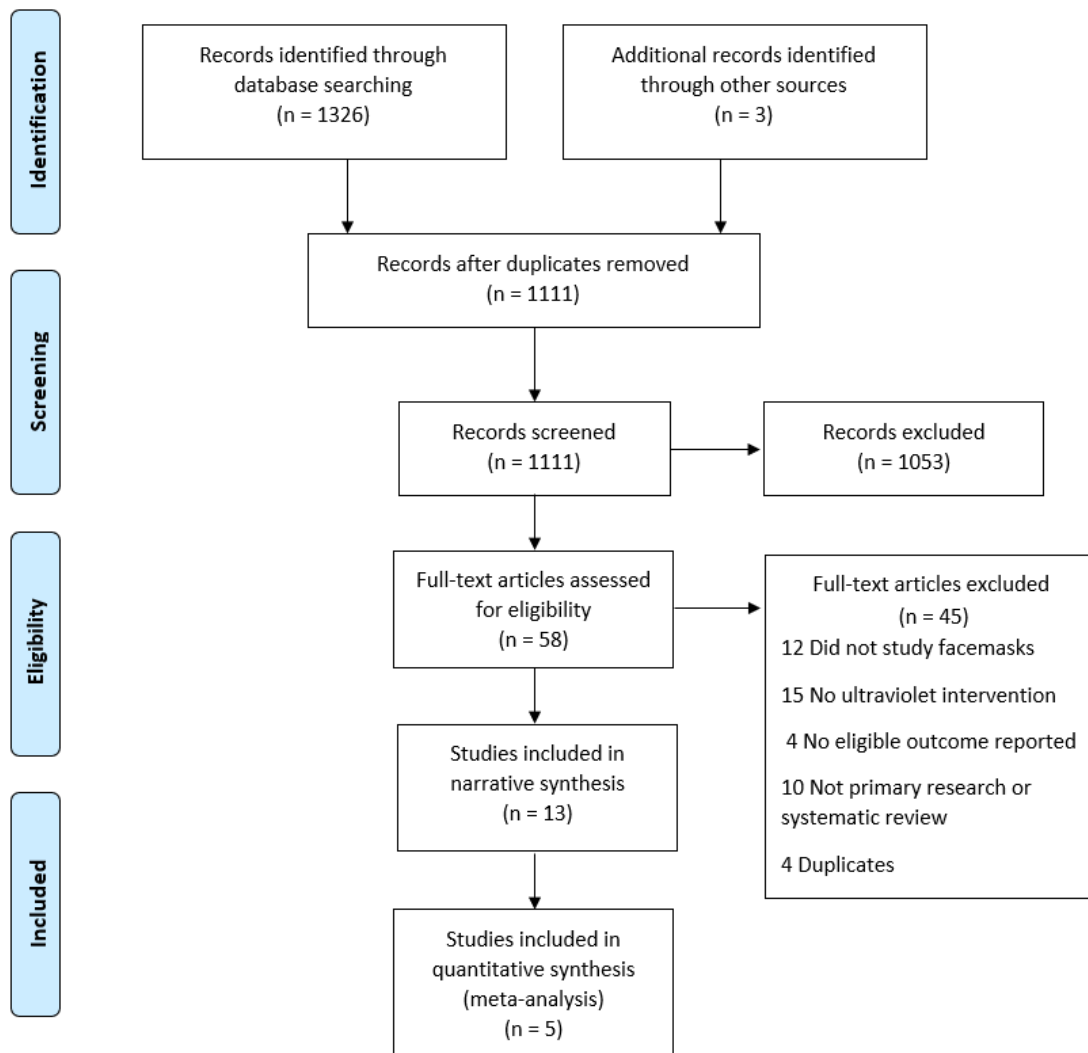 Identification
Records identified through
database searching
(n = 1326)
Additional records identified
through other sources
(n = 3)
Records after duplicates removed
(n = 1111)
Screening
Records screened
(n = 1111)
Records excluded
(n = 1053)
Eligibility
Full-text articles assessed
for eligibility
(n = 58)
Full-text articles excluded
(n = 45)
12 Did not study facemasks
15 No ultraviolet intervention
4 No eligible outcome reported
10 Not primary research or
systematic review
4 Duplicates
Studies included in
narrative synthesis
(n = 13)
Included
Studies included in
quantitative synthesis
(meta-analysis)
(n = 5)